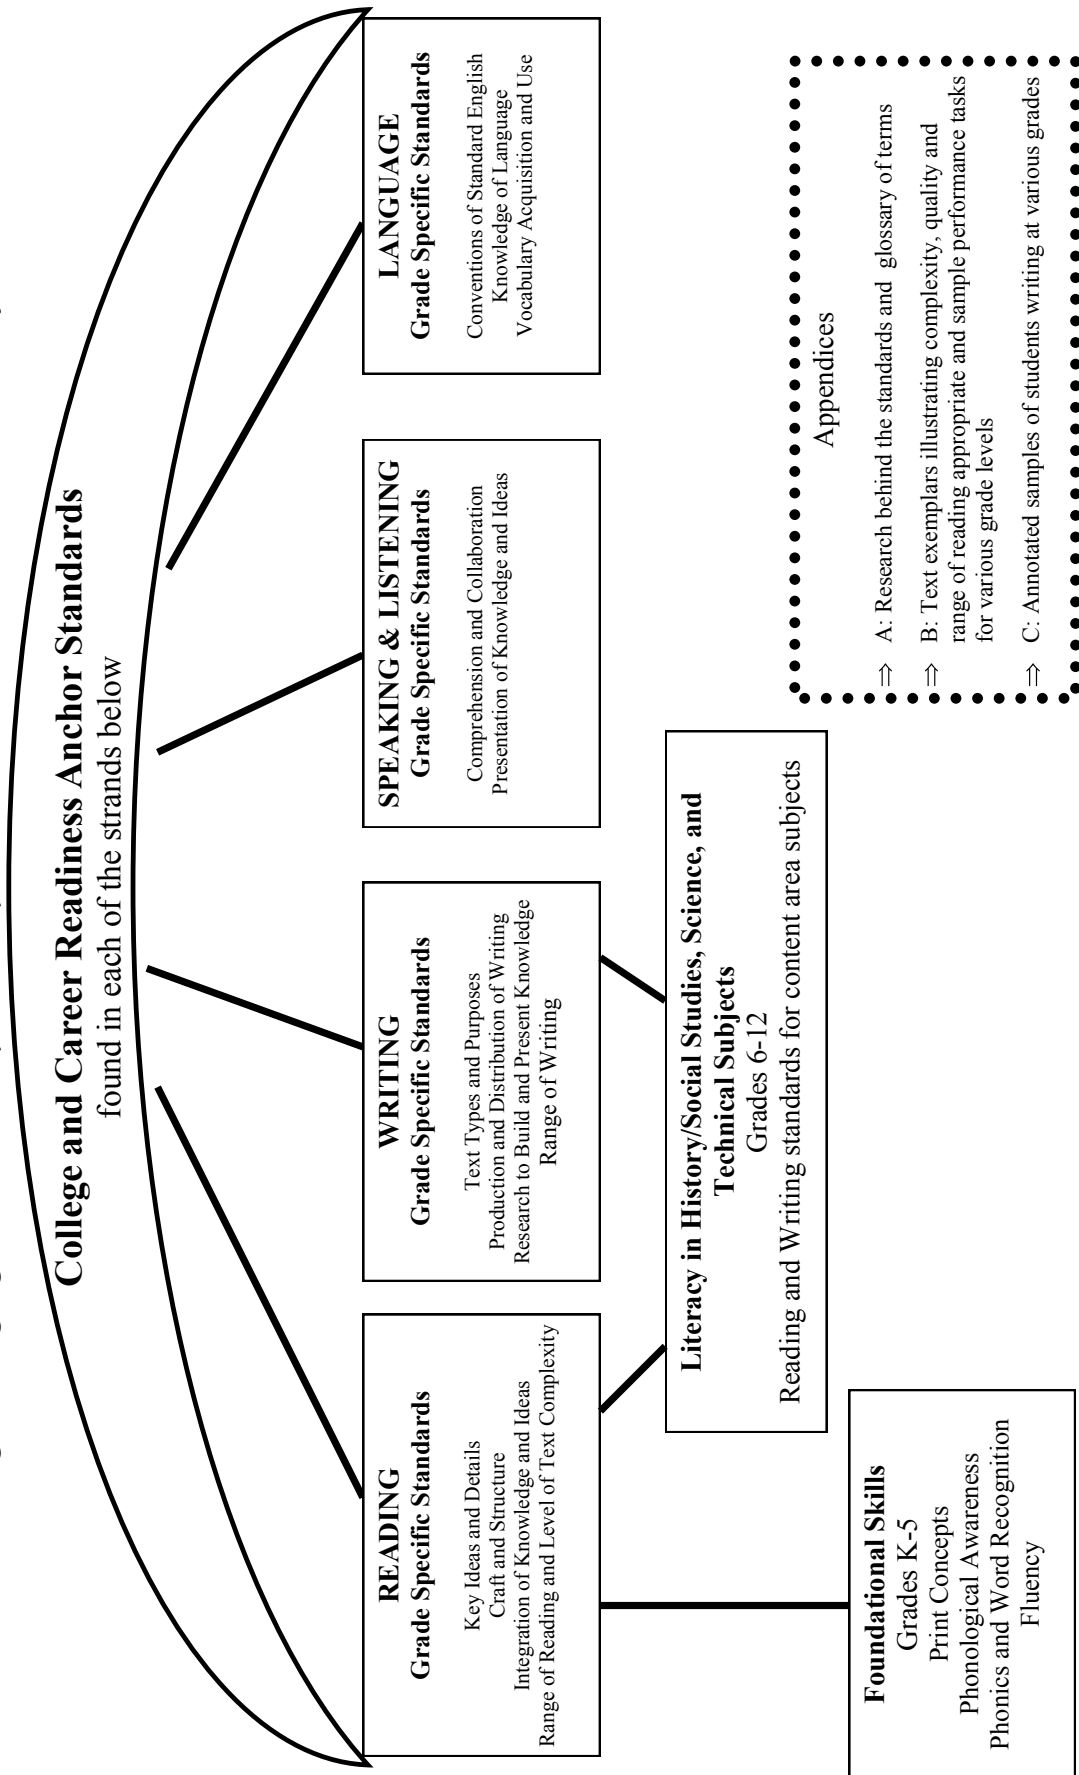 College and Career Readiness Anchor Standards
found in each of the strands below
READING
Grade Specific Standards
Key Ideas and Details
Craft and Structure
Integration of Knowledge and Ideas
Range of Reading and Level of Text Complexity
WRITING
Grade Specific Standards
Text Types and Purposes
Production and Distribution of Writing
Research to Build and Present Knowledge
Range of Writing
SPEAKING & LISTENING
Grade Specific Standards
Comprehension and Collaboration
Presentation of Knowledge and Ideas
LANGUAGE
Grade Specific Standards
Conventions of Standard English
Knowledge of Language
Vocabulary Acquisition and Use
Literacy in History/Social Studies, Science, and
Technical Subjects
Grades 6-12
Reading and Writing standards for content area subjects
Foundational Skills
Grades K-5
Print Concepts
Phonological Awareness
Phonics and Word Recognition
Fluency
Appendices
⇒ A: Research behind the standards and glossary of terms
⇒ B: Text exemplars illustrating complexity, quality and
range of reading appropriate and sample performance tasks
for various grade levels
⇒ C: Annotated samples of students writing at various grades